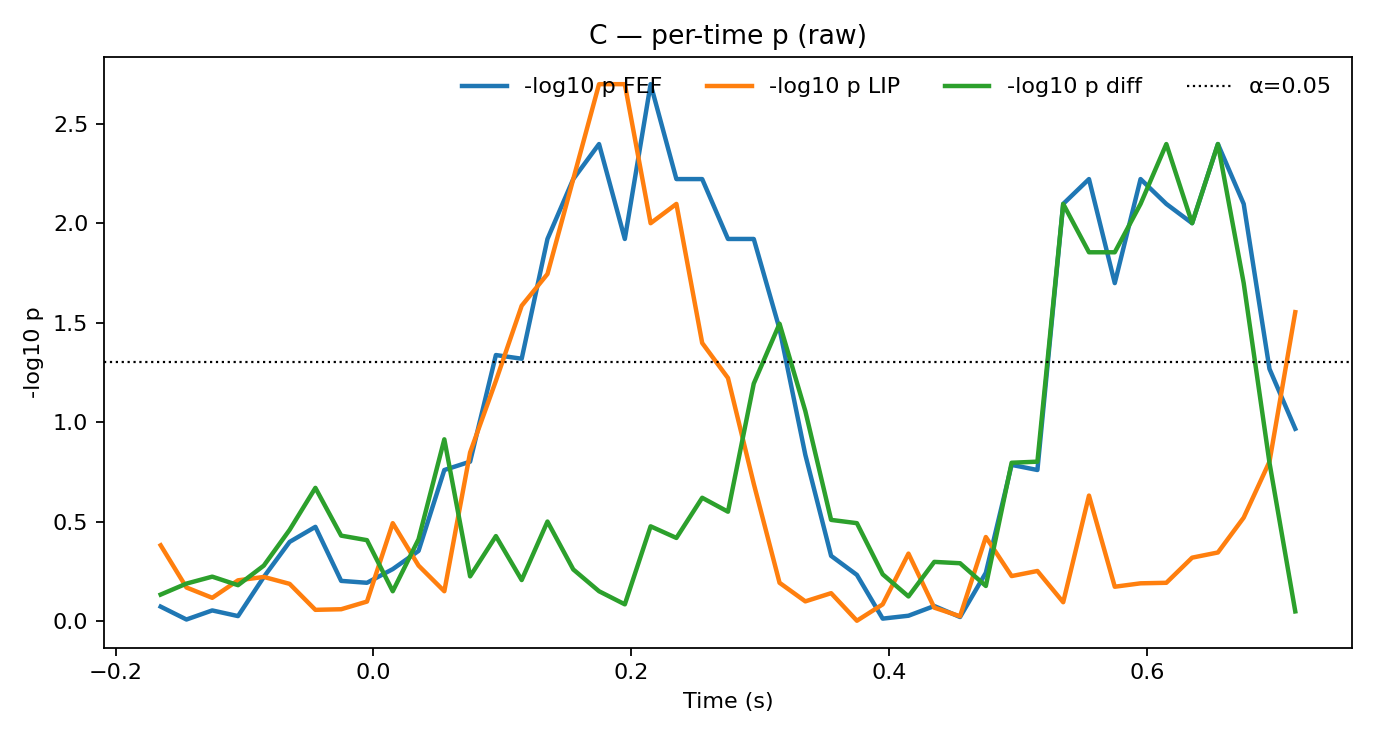 C — per-time p (raw)
-log10 p FEF
-log10 p LIP
-log10 p diff
α=0.05
-log10 p
2.5
2.0
1.5
1.0
0.5
0.0
−0.2
0.0
0.2
0.4
0.6
Time (s)